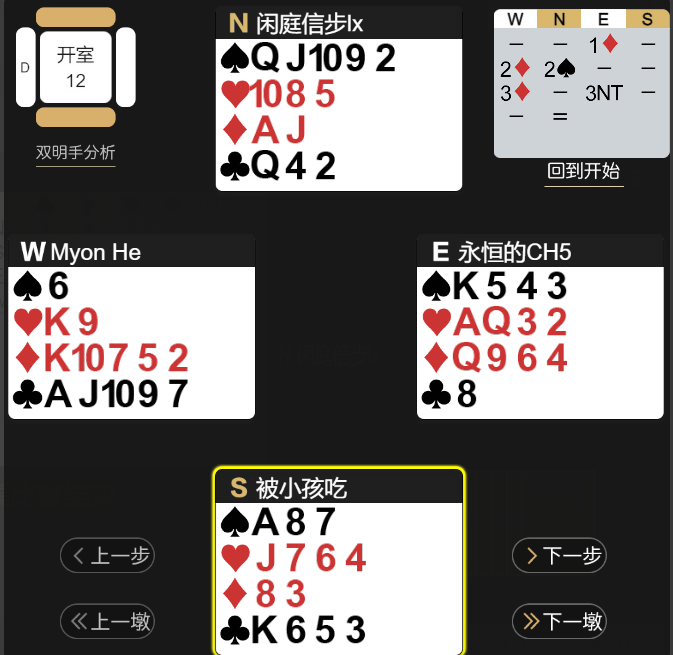 N 闲庭信步lx
♠Q J 10 9 2
♥10 8 5
♦A J
♣Q 4 2
D
开室
12
双明手分析
W N E S
– – 1♦
2♦ 2♠ – –
3♦ – 3NT –
– =
回到开始
W Myon He
♠6
♥K 9
♦K 10 7 5 2
♣A J 10 9 7
E 永恒的CH5
♠K 5 4 3
♥A Q 3 2
♦Q 9 6 4
♣8
S 被小孩吃
♠A 8 7
♥J 7 6 4
♦8 3
♣K 6 5 3
上一步
上一墩
下一步
下一墩